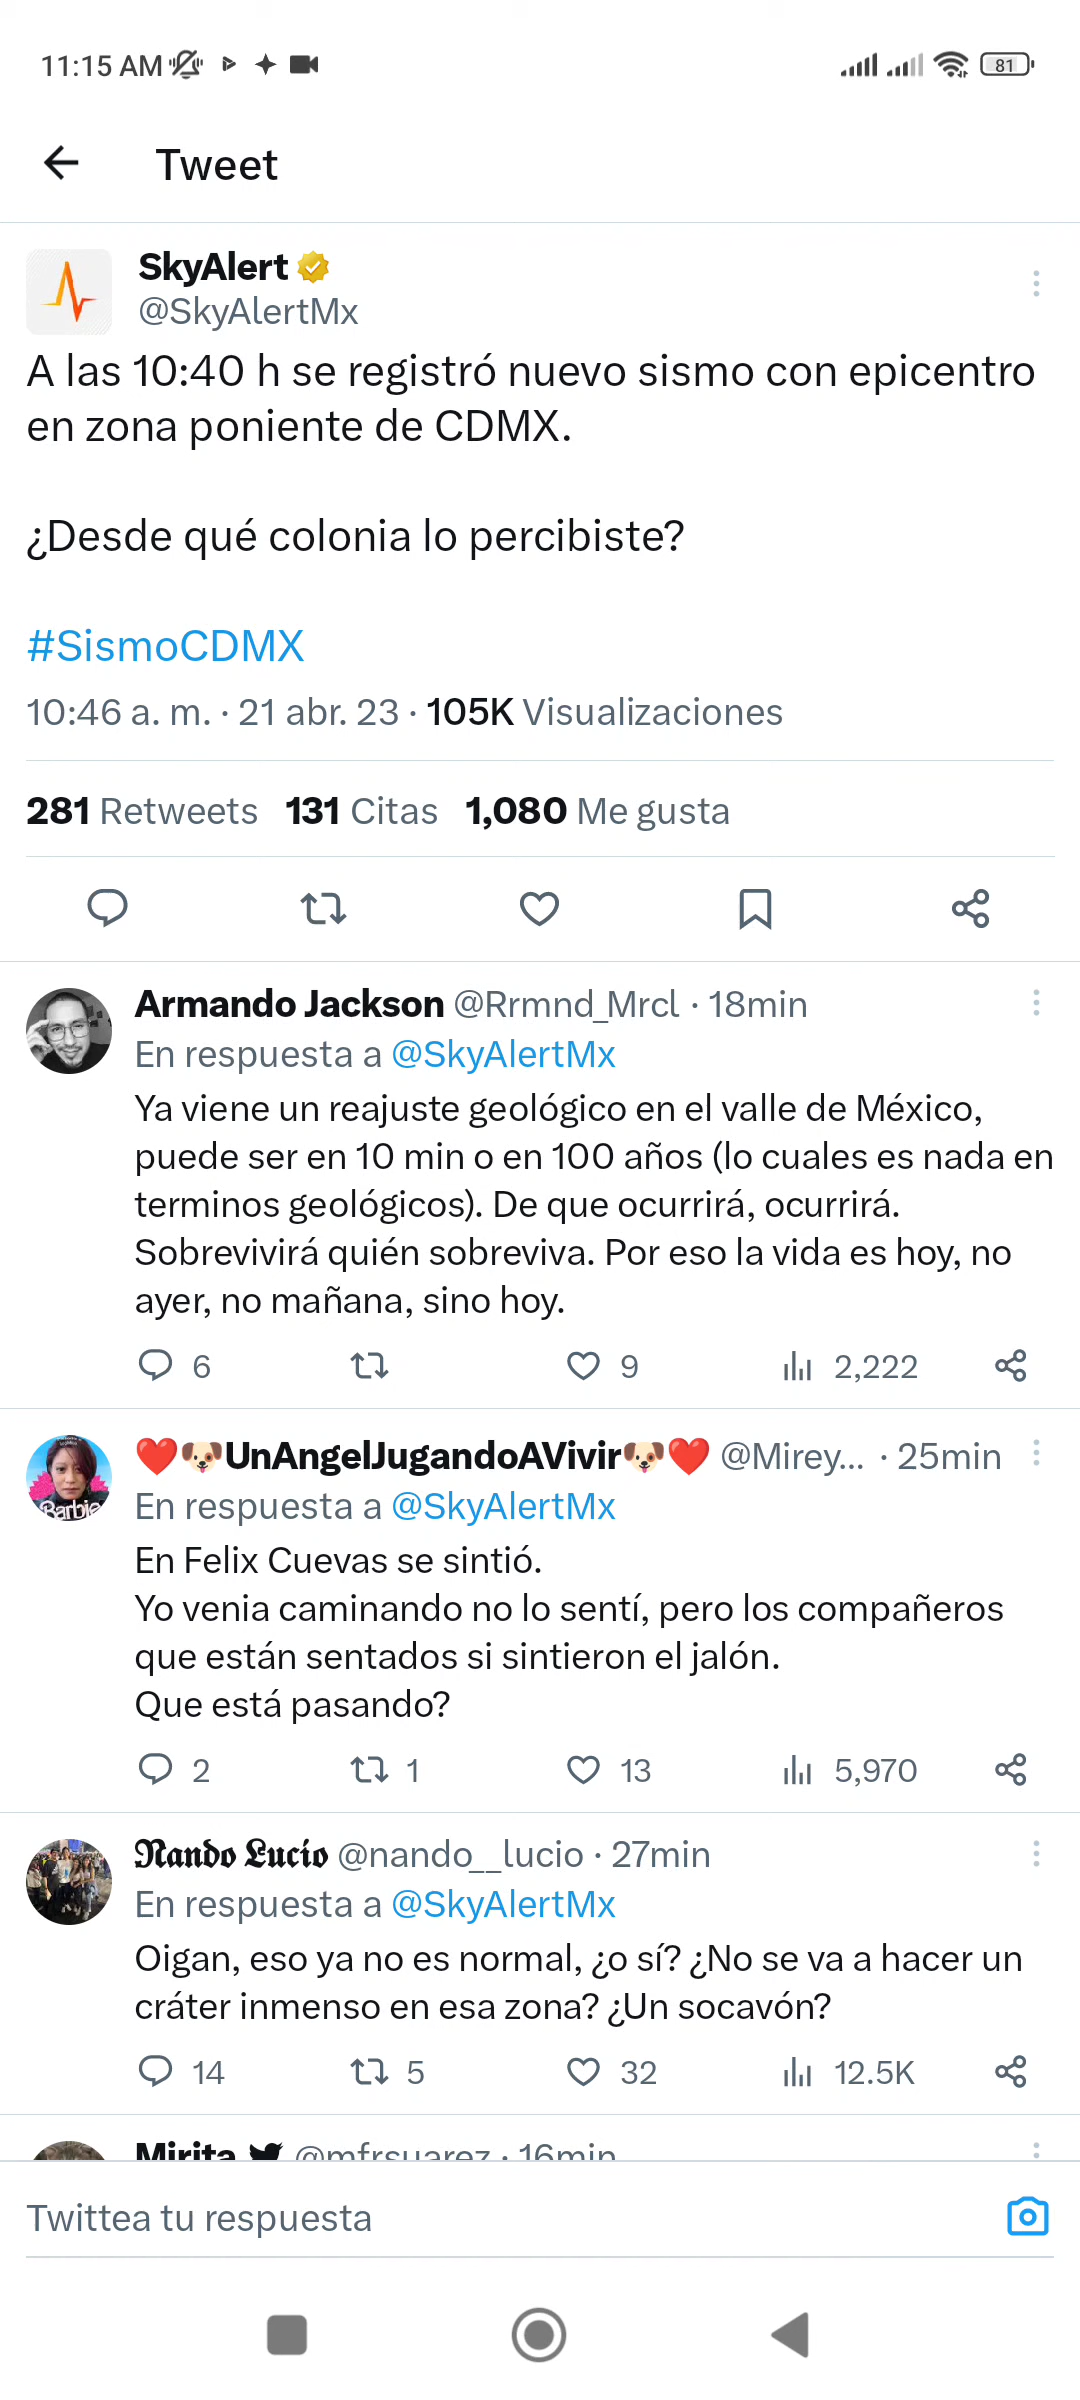 11:15 AM
81
Tweet
SkyAlert
@SkyAlertMx
A las 10:40 h se registró nuevo sismo con epicentro
en zona poniente de CDMX.
¿Desde qué colonia lo percibiste?
#SismoCDMX
10:46 a. m. · 21 abr. 23 · 105K Visualizaciones
281 Retweets 131 Citas 1,080 Me gusta
Armando Jackson @Rrmnd_Mrcl · 18min
En respuesta a @SkyAlertMx
Ya viene un reajuste geológico en el valle de México,
puede ser en 10 min o en 100 años (lo cuales es nada en
terminos geológicos). De que ocurrirá, ocurrirá.
Sobrevivirá quién sobreviva. Por eso la vida es hoy, no
ayer, no mañana, sino hoy.
6 9 2,222
❤️🐶UnAngelJugandoAVivir🐶❤️ @Mirey... · 25min
Barbie
En respuesta a @SkyAlertMx
En Felix Cuevas se sintió.
Yo venia caminando no lo sentí, pero los compañeros
que están sentados si sintieron el jalón.
Que está pasando?
2 1 13 5,970
𝕹𝖆𝖓𝖉𝖔 𝕷𝖚𝖈𝖎𝖔 @nando__lucio · 27min
En respuesta a @SkyAlertMx
Oigan, eso ya no es normal, ¿o sí? ¿No se va a hacer un
cráter inmenso en esa zona? ¿Un socavón?
14 5 32 12.5K
Mirita @mfrsuarez · 16min
Twittea tu respuesta